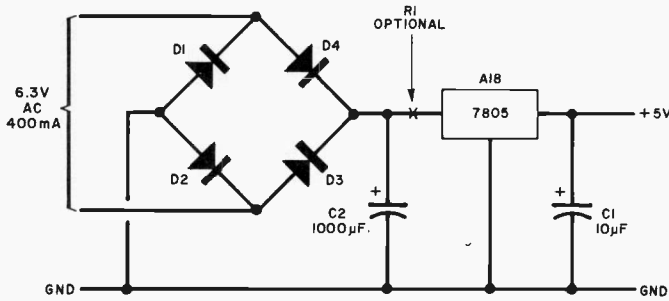 R1
OPTIONAL
D1
D4
6.3V
AC
400mA
A18
7805
+5V
D2
D3
+
C2
1000µF.
+
C1
10µF
GND
GND